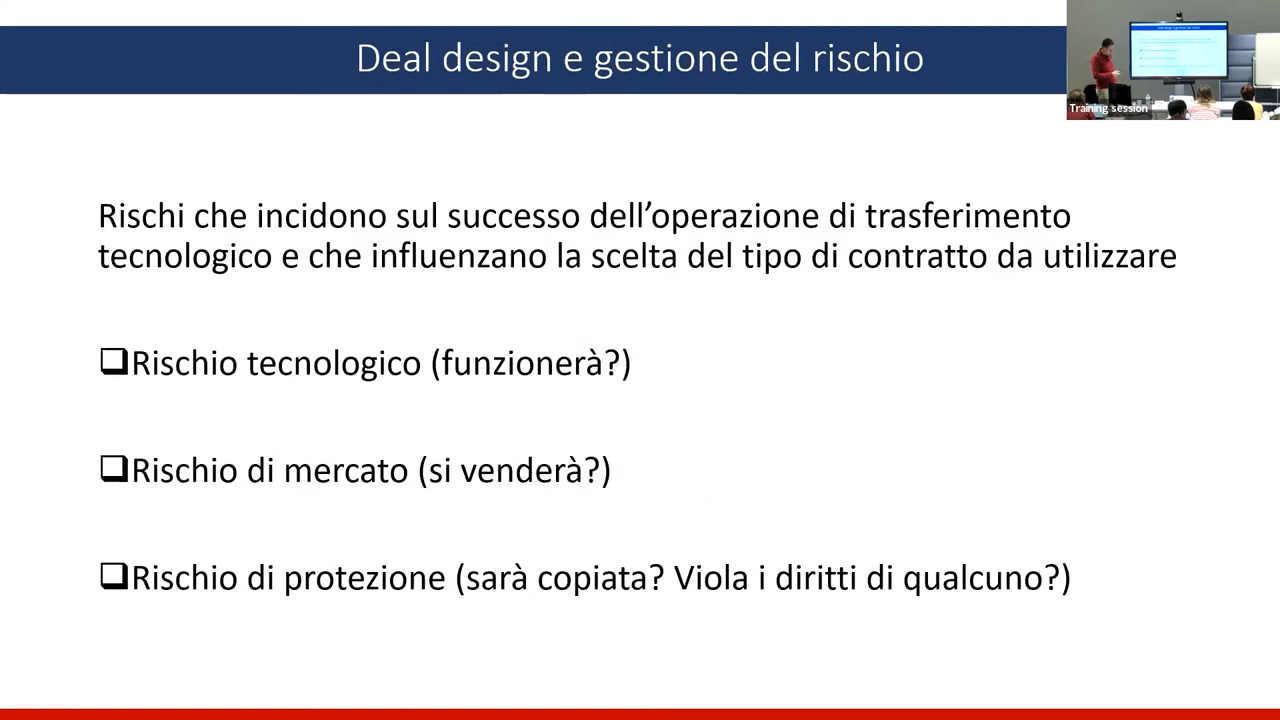 Deal design e gestione del rischio
Training session
Rischi che incidono sul successo dell’operazione di trasferimento
tecnologico e che influenzano la scelta del tipo di contratto da utilizzare
❑Rischio tecnologico (funzionerà?)
❑Rischio di mercato (si venderà?)
❑Rischio di protezione (sarà copiata? Viola i diritti di qualcuno?)